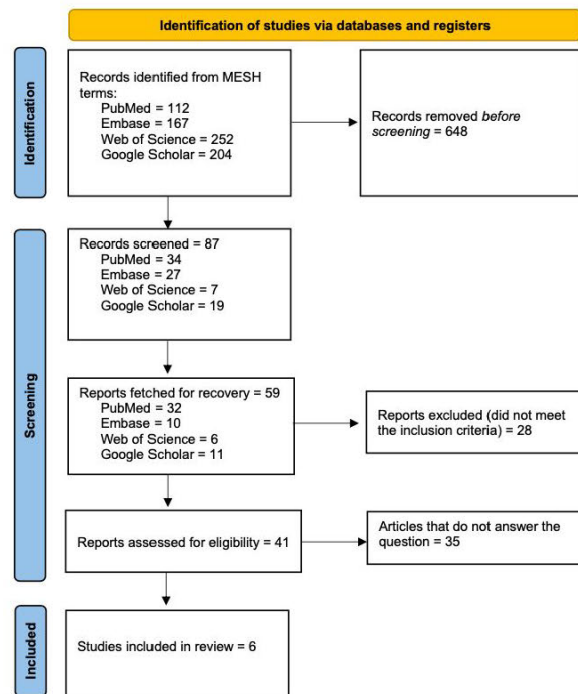 Identification of studies via databases and registers
Identification
Records identified from MESH
terms:
PubMed = 112
Embase = 167
Web of Science = 252
Google Scholar = 204
Records removed before
screening = 648
Screening
Records screened = 87
PubMed = 34
Embase = 27
Web of Science = 7
Google Scholar = 19
Reports fetched for recovery = 59
PubMed = 32
Embase = 10
Web of Science = 6
Google Scholar = 11
Reports excluded (did not meet
the inclusion criteria) = 28
Reports assessed for eligibility = 41
Articles that do not answer the
question = 35
Included
Studies included in review = 6